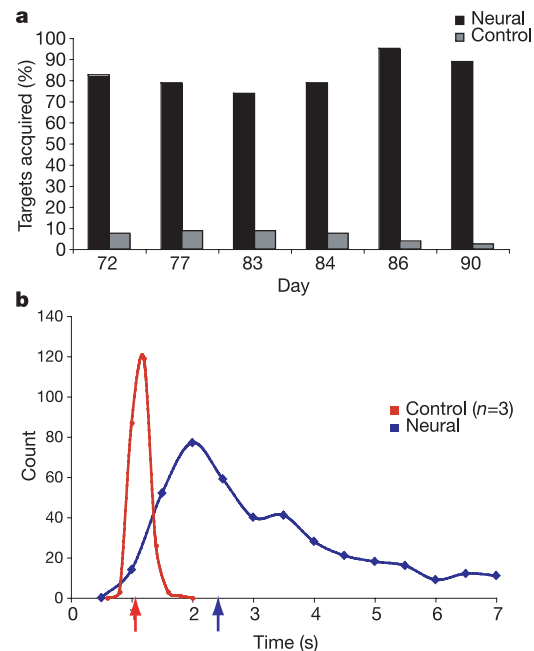 a
Neural
Control
Targets acquired (%)
100
90
80
70
60
50
40
30
20
10
0
72 77 83 84 86 90
Day
b
140
120
100
80
60
40
20
0
Count
Control (n=3)
Neural
0 1 2 3 4 5 6 7
Time (s)